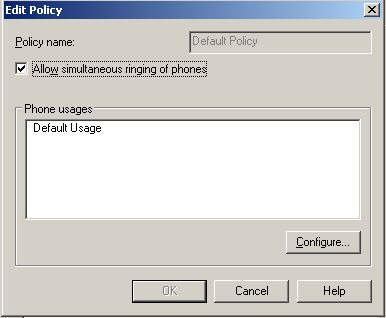 Edit Policy
Policy name: Default Policy
Allow simultaneous ringing of phones
Phone usages
Default Usage
Configure...
OK Cancel Help